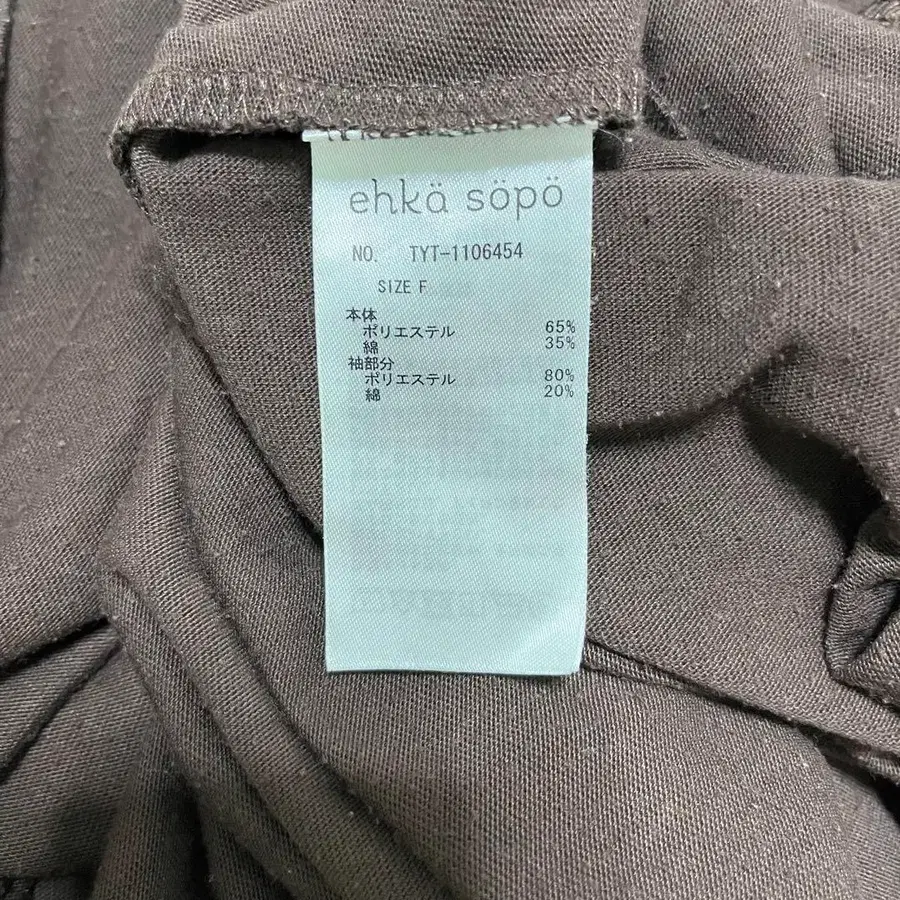 ehkä söpö
NO. TYT-1106454
SIZE F
本体
ポリエステル 65%
綿 35%
袖部分
ポリエステル 80%
綿 20%